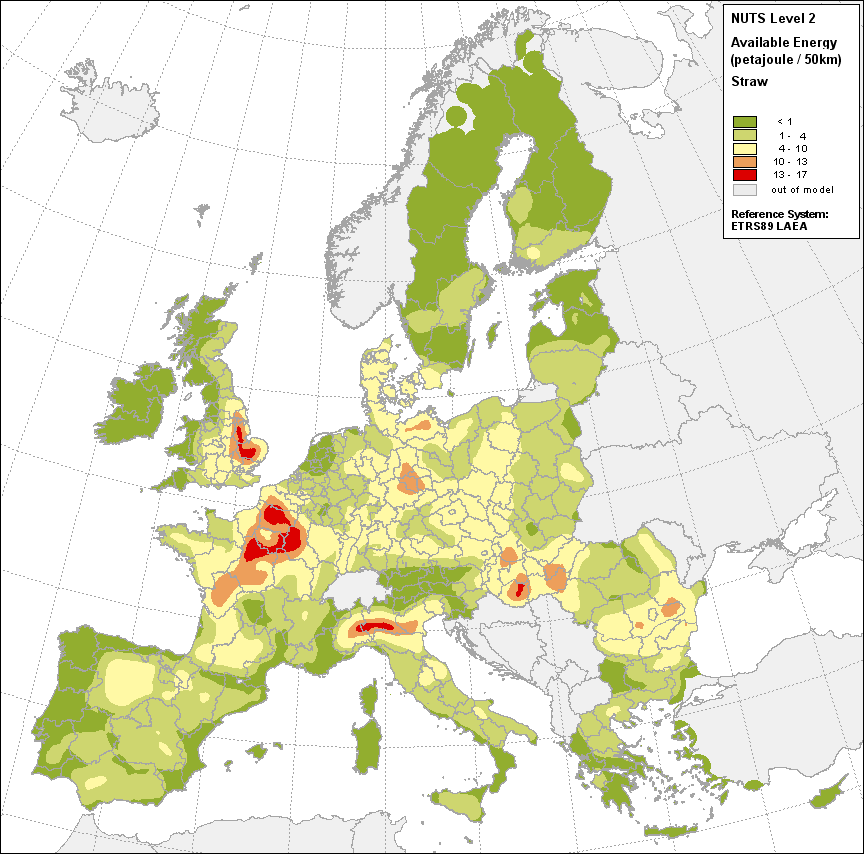 NUTS Level 2
Available Energy
(petajoule / 50km)
Straw
< 1
1 - 4
4 - 10
10 - 13
13 - 17
out of model
Reference System:
ETRS89 LAEA